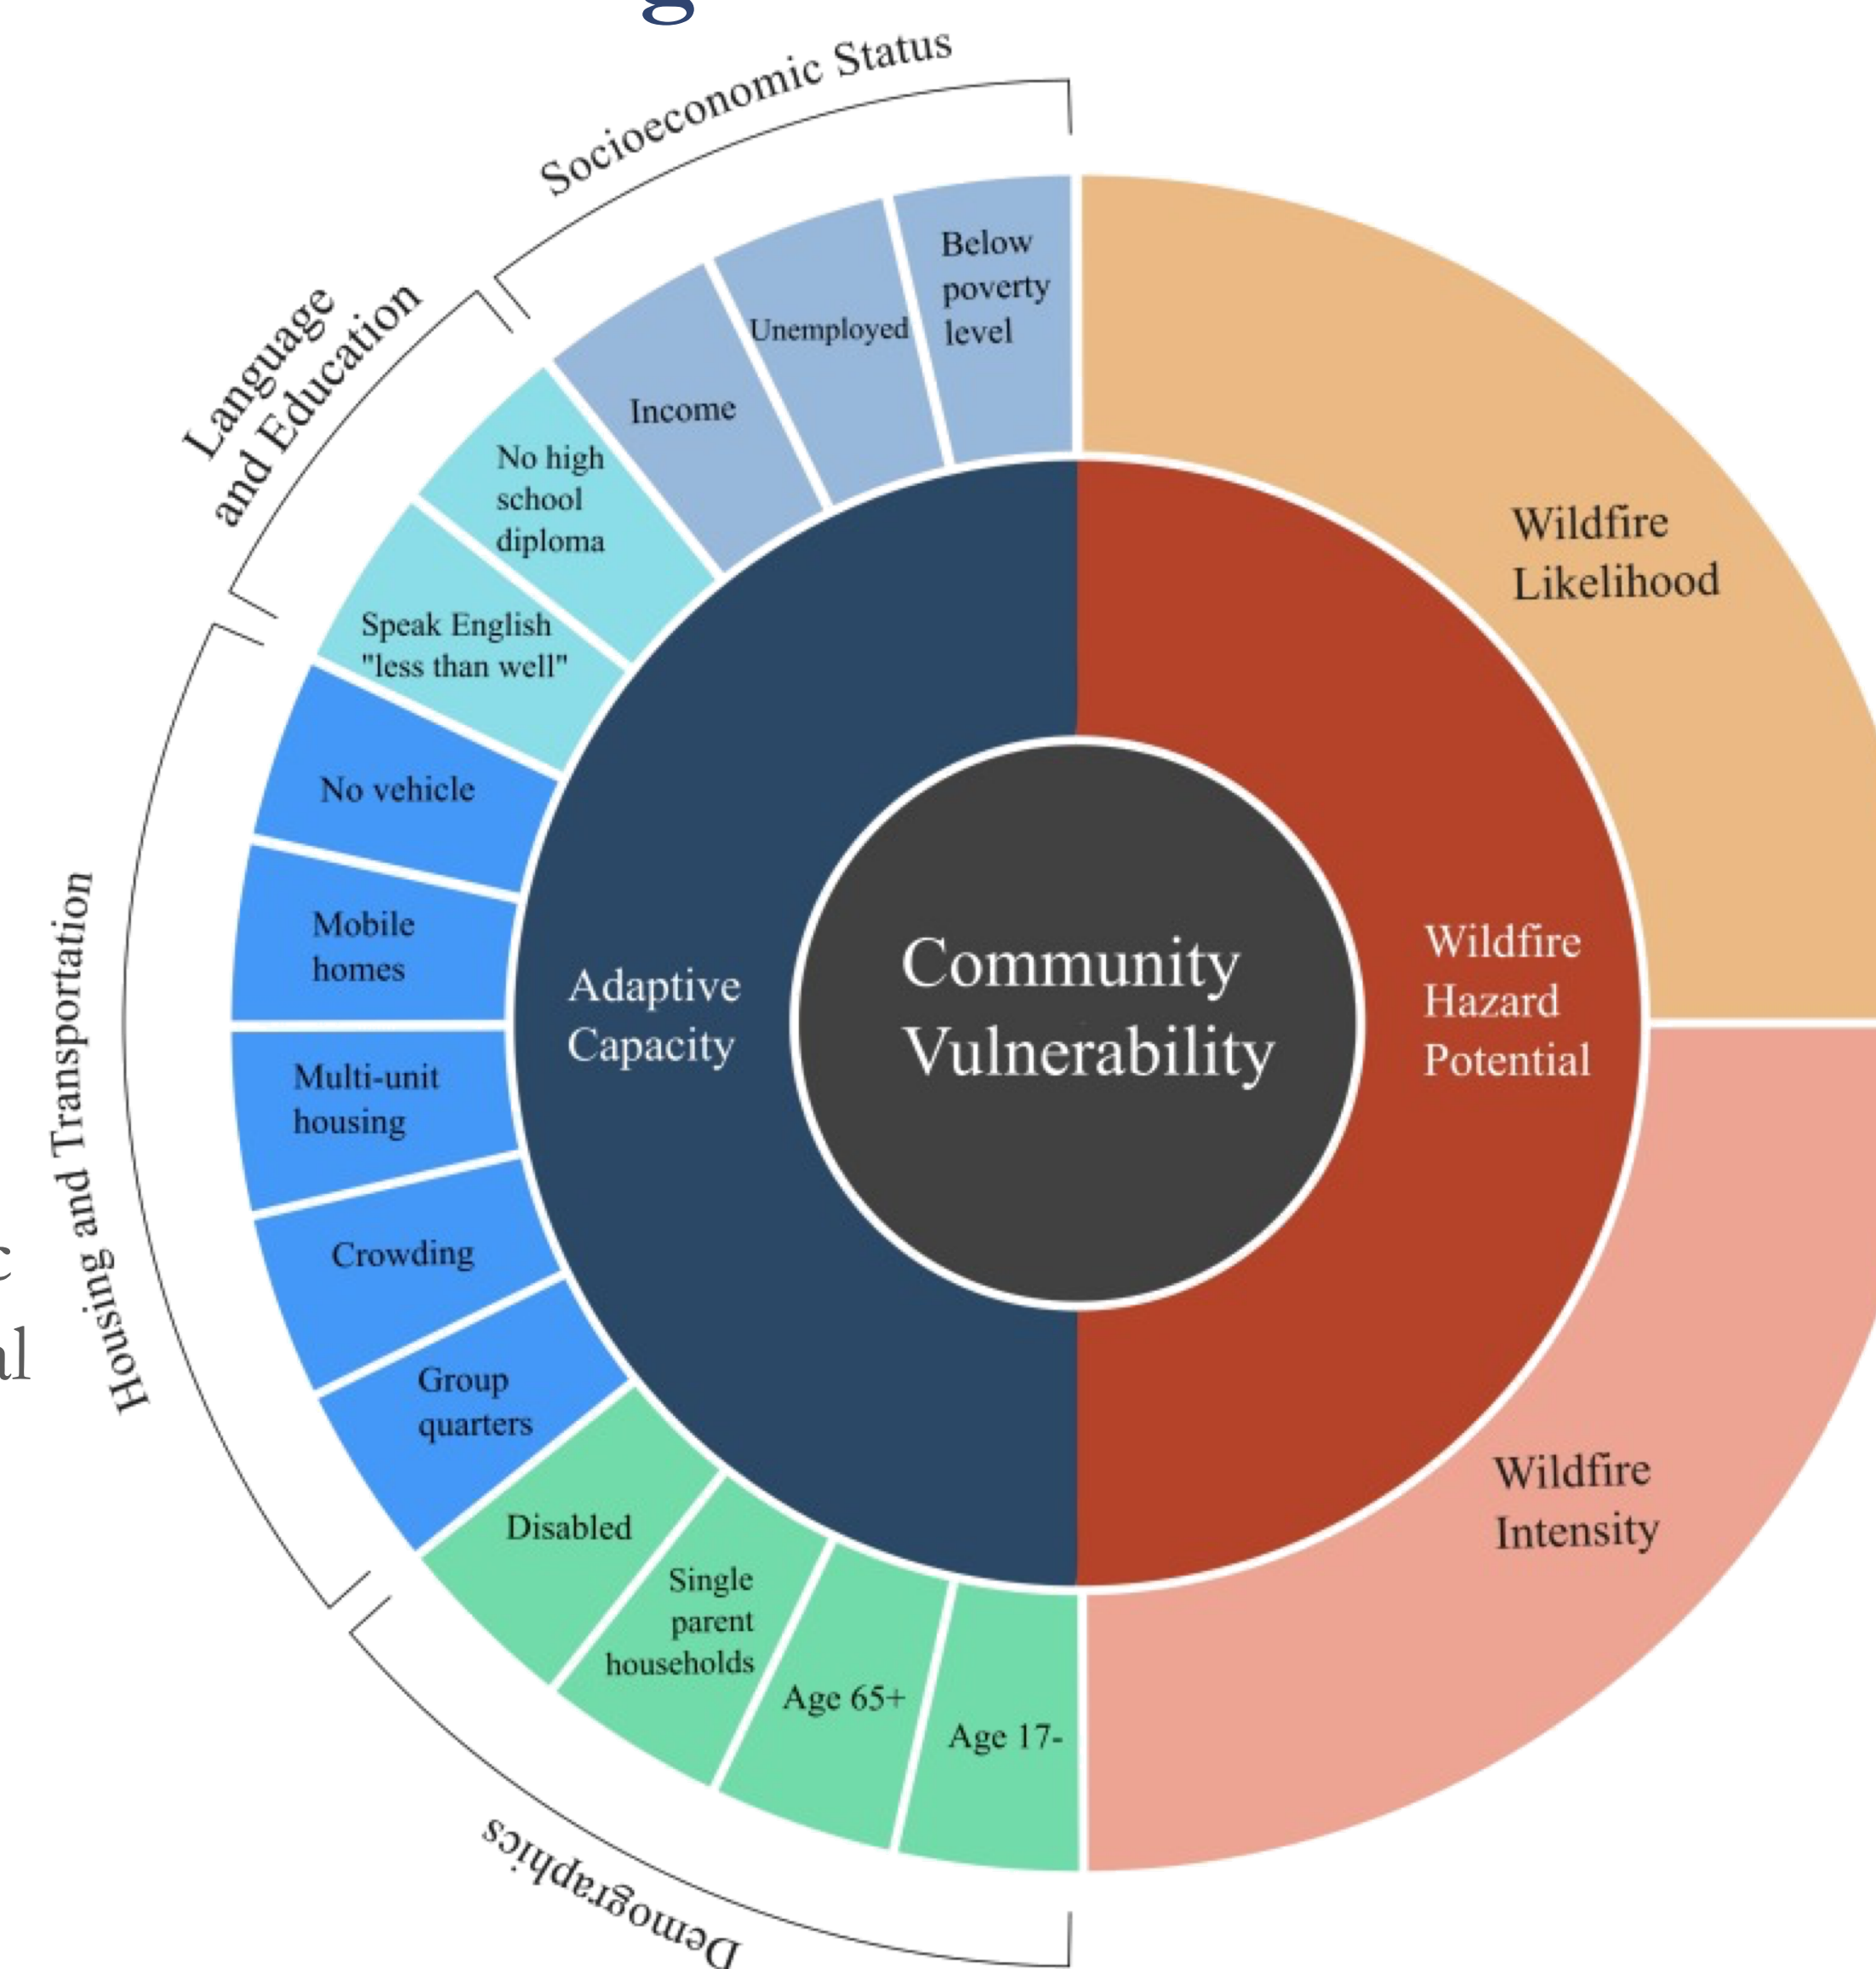 g
Socioeconomic Status
Below
poverty
level
Unemployed
Income
Language
and Education
No high
school
diploma
Speak English
"less than well"
Housing and Transportation
No vehicle
Mobile
homes
Multi-unit
housing
Crowding
Group
quarters
Demographics
Disabled
Single
parent
households
Age 65+
Age 17-
Adaptive
Capacity
Community
Vulnerability
Wildfire
Hazard
Potential
Wildfire
Likelihood
Wildfire
Intensity
c
al